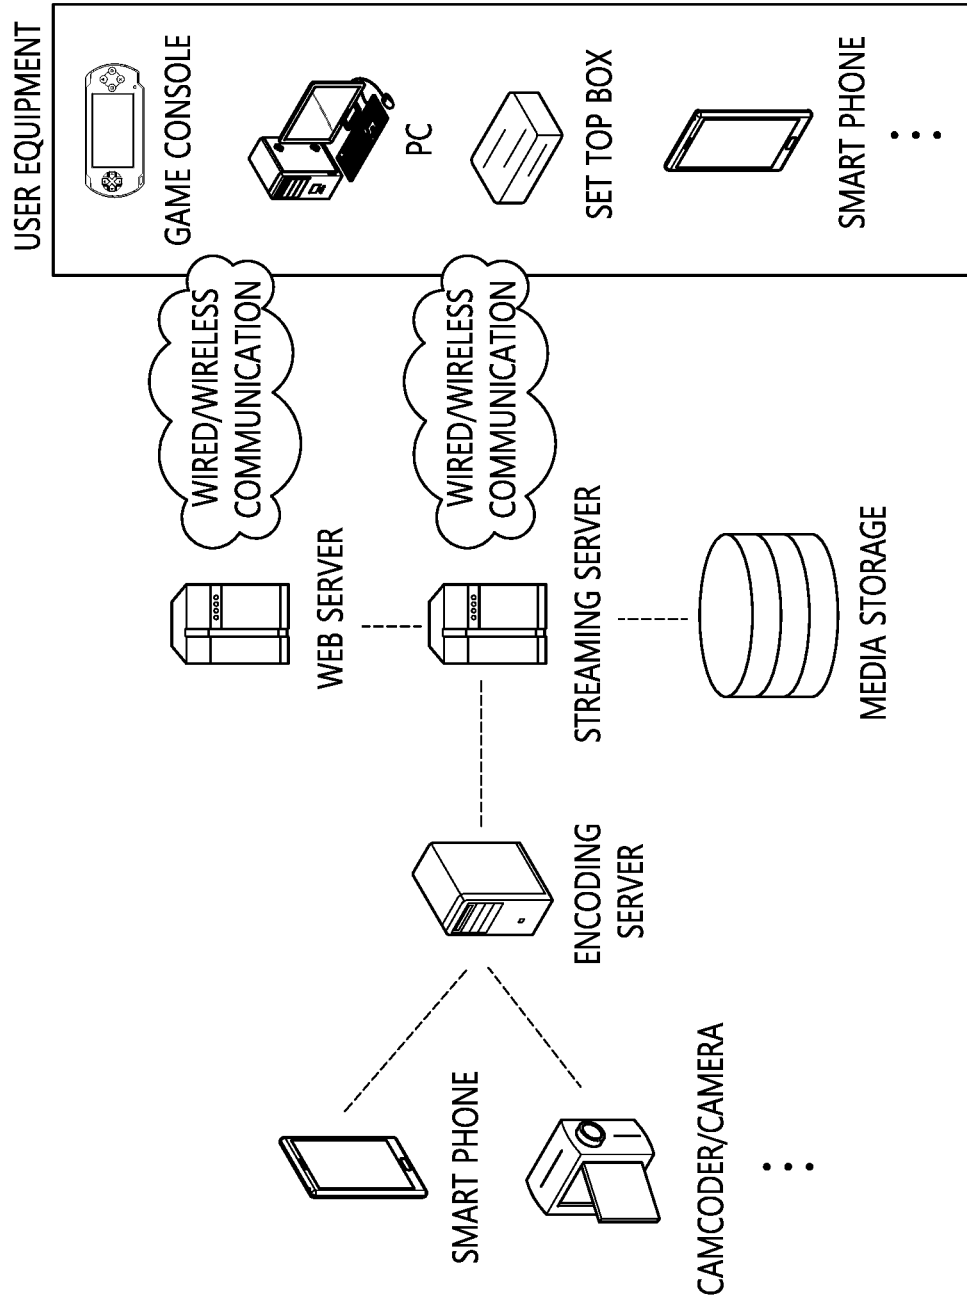 USER EQUIPMENT
GAME CONSOLE
PC
SET TOP BOX
SMART PHONE
WIRED/WIRELESS
COMMUNICATION
WIRED/WIRELESS
COMMUNICATION
WEB SERVER
STREAMING SERVER
MEDIA STORAGE
ENCODING
SERVER
SMART PHONE
CAMCODER/CAMERA